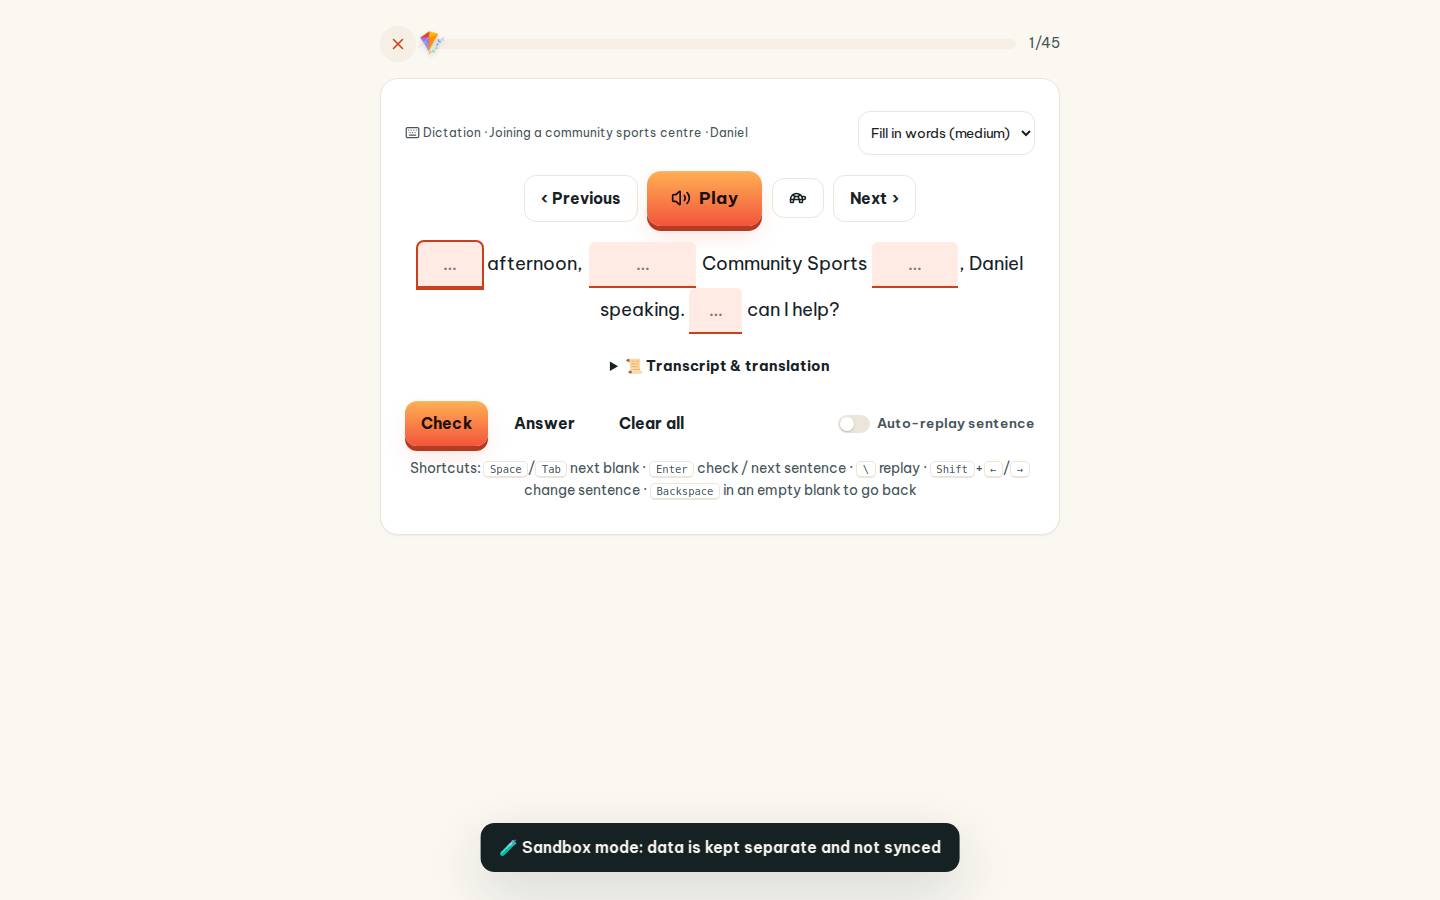 1/45
Dictation · Joining a community sports centre · Daniel
Fill in words (medium)
‹ Previous
Play
Next ›
... afternoon, ... Community Sports ... , Daniel
speaking. ... can I help?
▶ 📜 Transcript & translation
Check
Answer
Clear all
Auto-replay sentence
Shortcuts: Space / Tab next blank · Enter check / next sentence · \ replay · Shift + ← / →
change sentence · Backspace in an empty blank to go back
🧪 Sandbox mode: data is kept separate and not synced